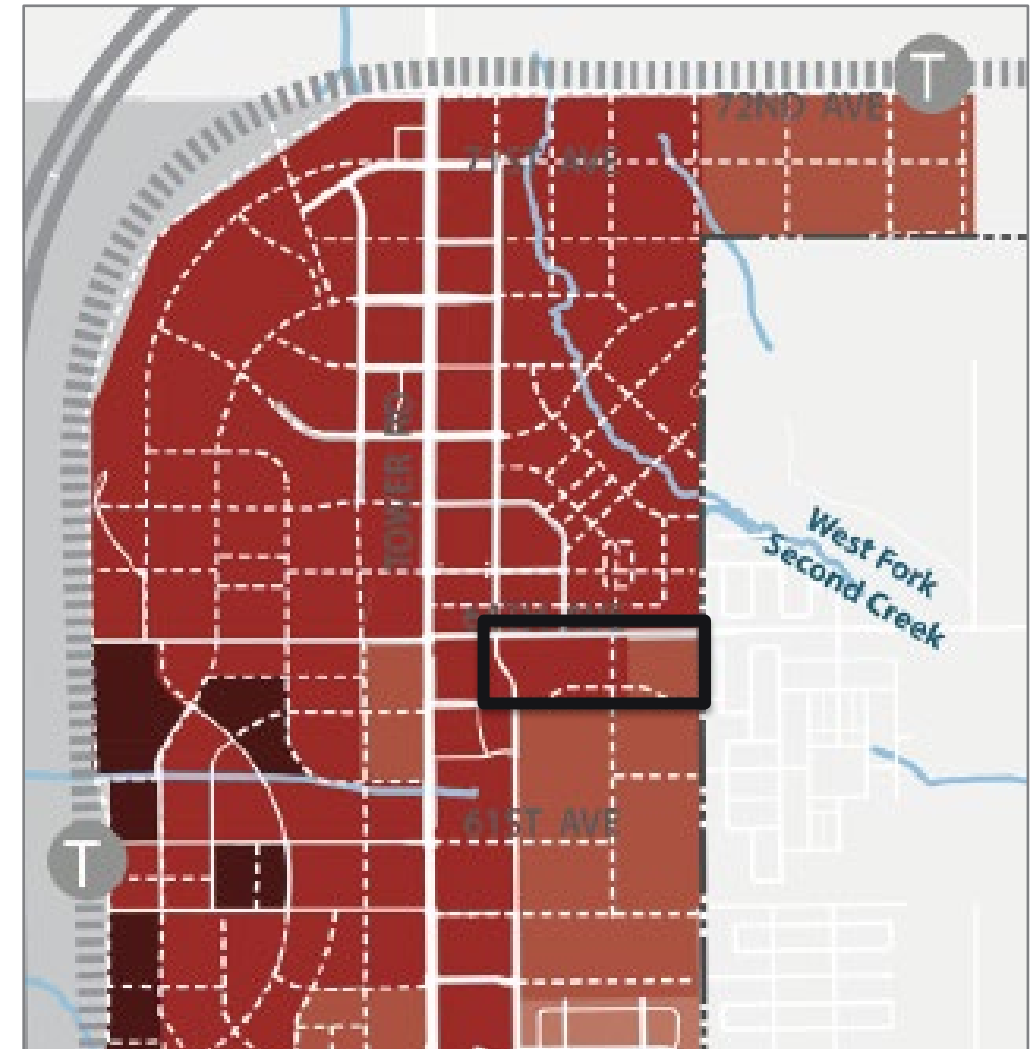 T
72ND AVE
71ST AVE
TOWER RD
West Fork
Second Creek
61ST AVE
T